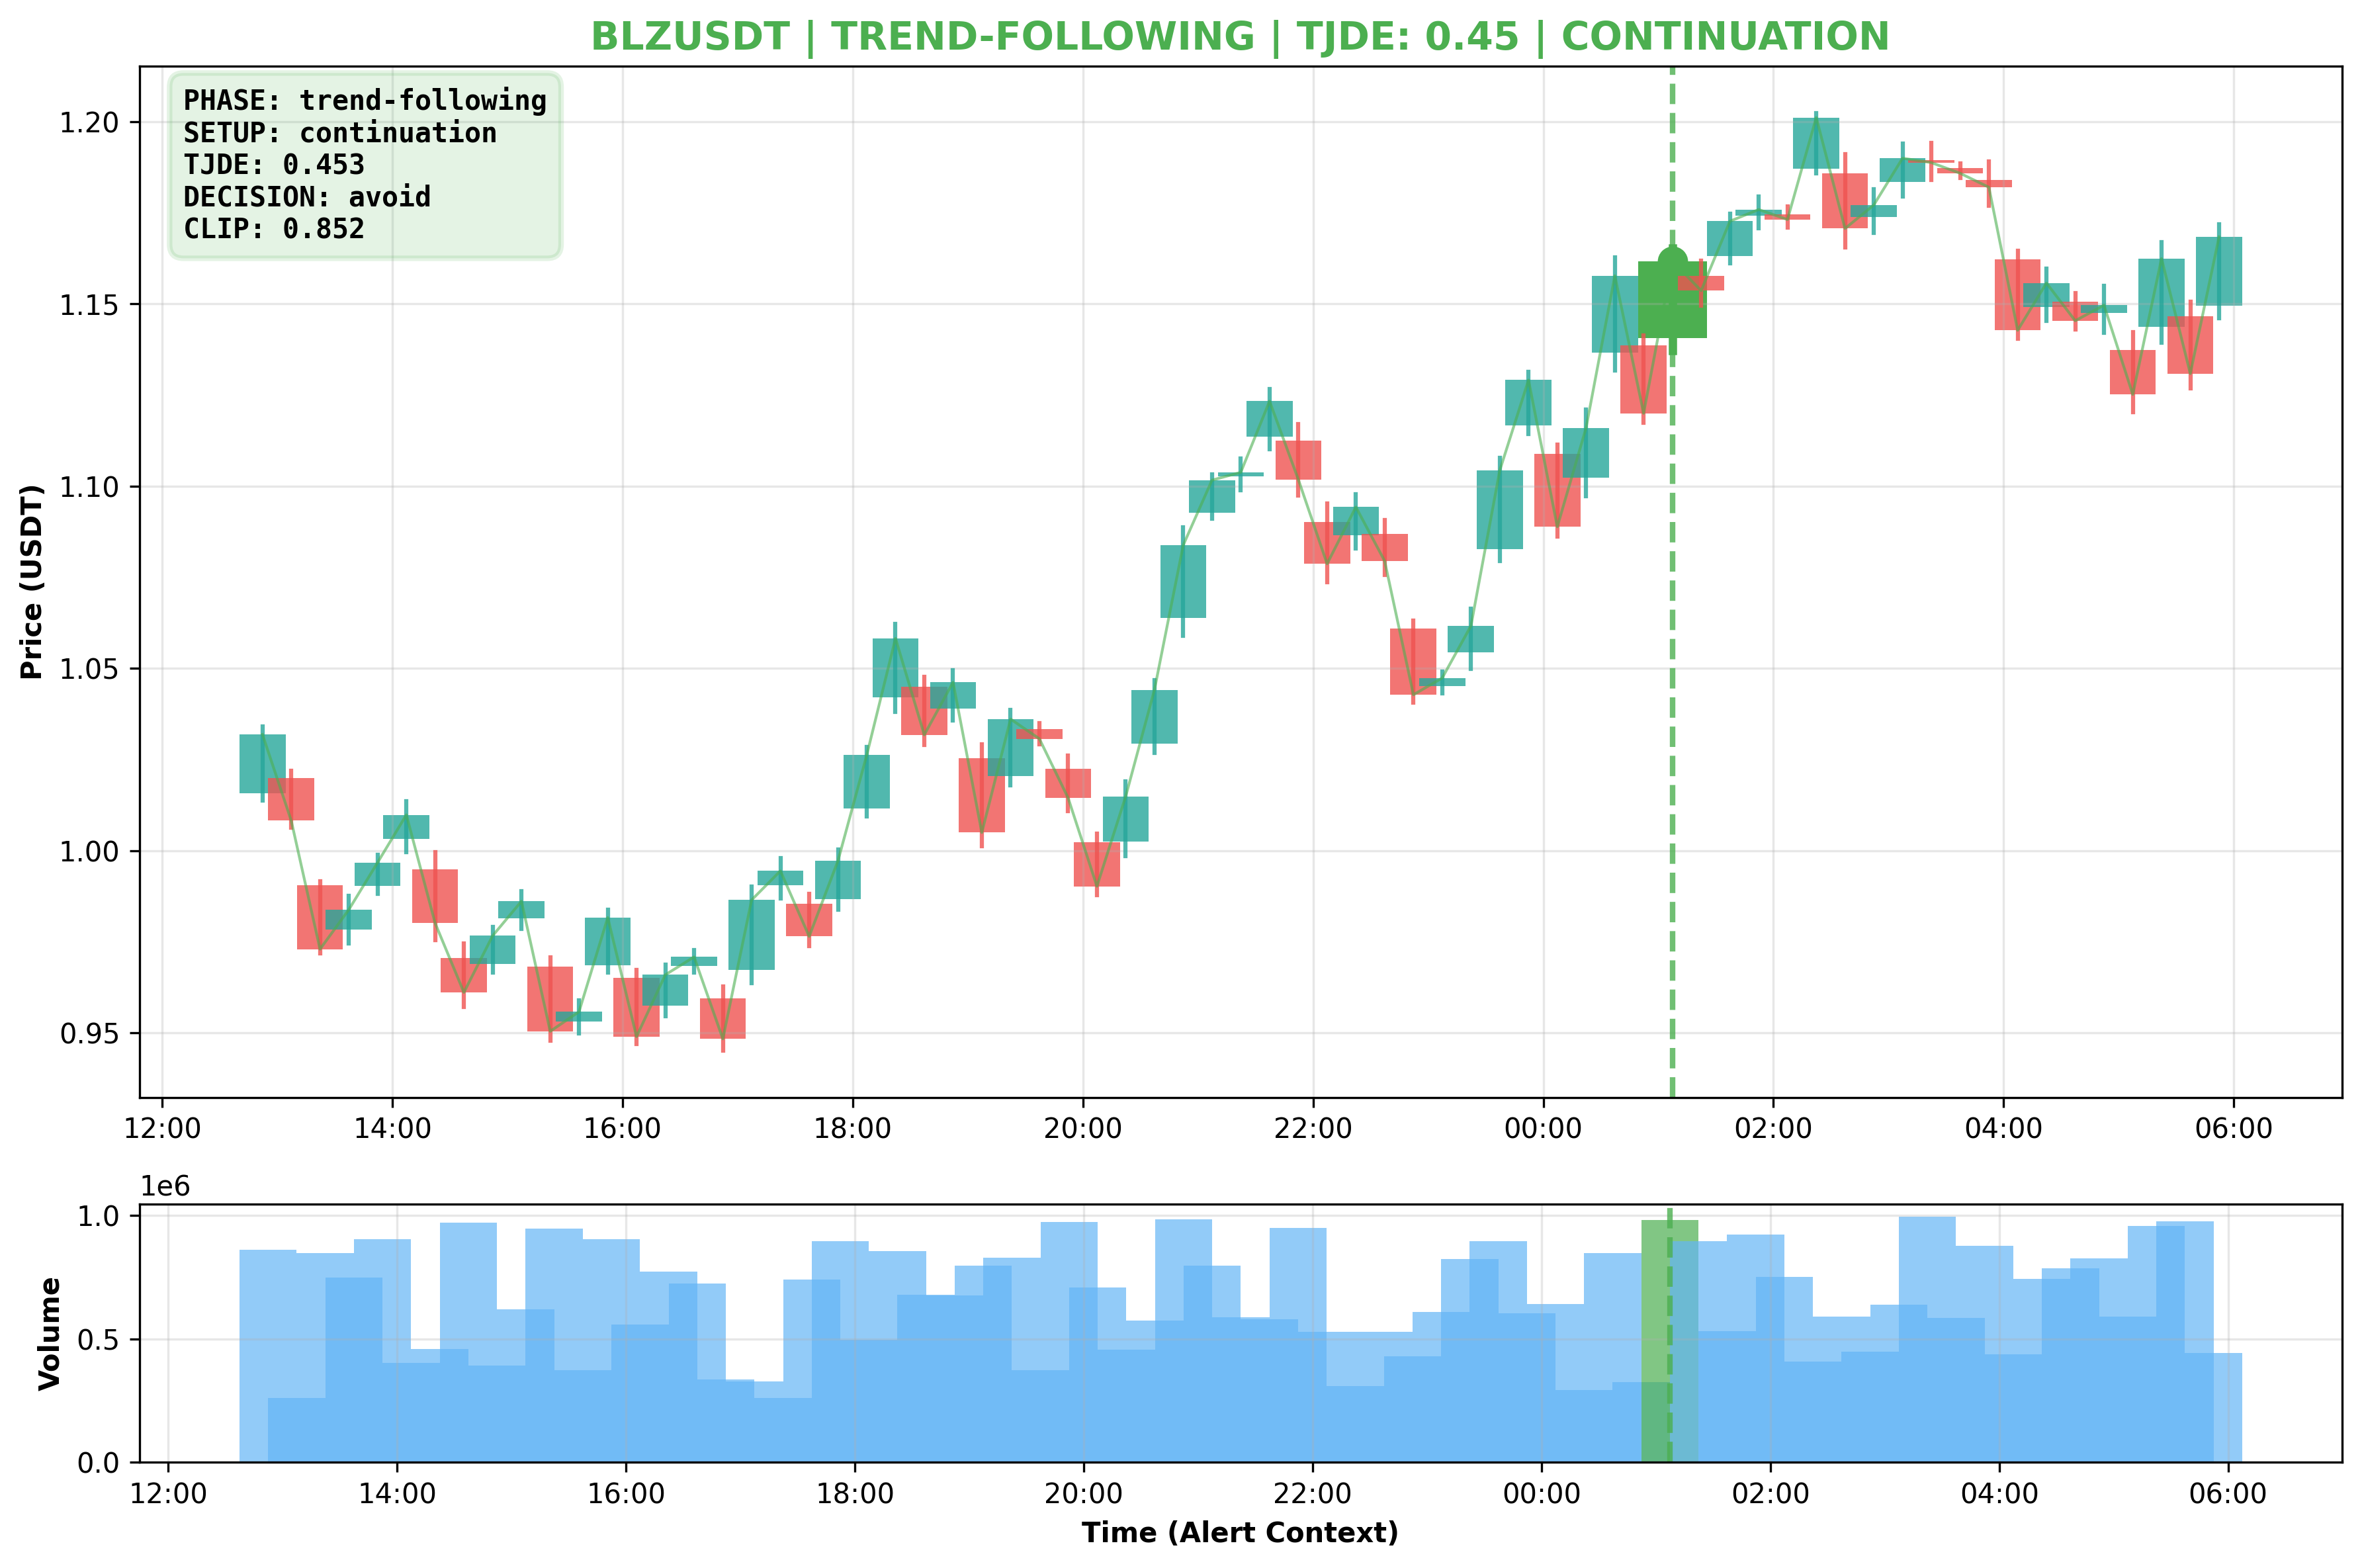 BLZUSDT | TREND-FOLLOWING | TJDE: 0.45 | CONTINUATION
PHASE: trend-following
SETUP: continuation
TJDE: 0.453
DECISION: avoid
CLIP: 0.852
Price (USDT)
1.20
1.15
1.10
1.05
1.00
0.95
12:00 14:00 16:00 18:00 20:00 22:00 00:00 02:00 04:00 06:00
1e6
Volume
1.0
0.5
0.0
12:00 14:00 16:00 18:00 20:00 22:00 00:00 02:00 04:00 06:00
Time (Alert Context)